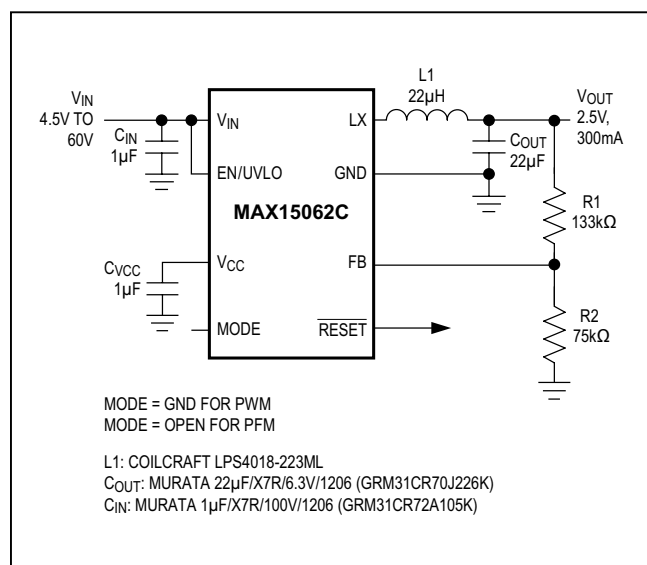 VIN
4.5V TO
60V
CIN
1µF
VIN
EN/UVLO
VCC
MODE
CVCC
1µF
MAX15062C
LX
GND
FB
RESET
L1
22µH
COUT
22µF
VOUT
2.5V,
300mA
R1
133kΩ
R2
75kΩ
MODE = GND FOR PWM
MODE = OPEN FOR PFM
L1: COILCRAFT LPS4018-223ML
COUT: MURATA 22µF/X7R/6.3V/1206 (GRM31CR70J226K)
CIN: MURATA 1µF/X7R/100V/1206 (GRM31CR72A105K)